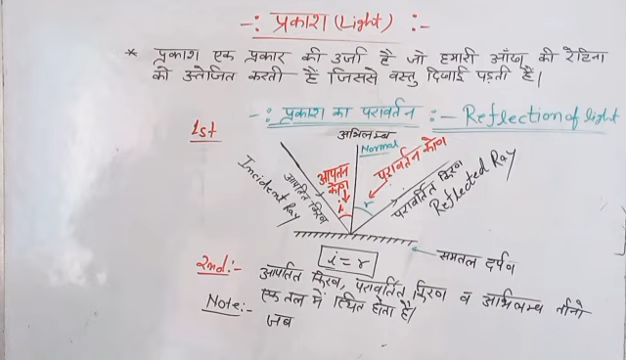 -: प्रकाश (Light) :-
* प्रकाश एक प्रकार की उर्जा है जो हमारी आँख की रेटिना
को उत्तेजित करती है जिससे वस्तु दिखाई पड़ती है।
-: प्रकाश का परावर्तन :- Reflection of light
1st
अभिलम्ब
Normal
आपतन कोण
परावर्तन कोण
Incident Ray
आपतित किरण
i
r
परावर्तित किरण
Reflected Ray
i = r
समतल दर्पण
2nd:- आपतित किरण, परावर्तित किरण व अभिलम्ब तीनो
एक तल में स्थित होता है।
Note:- जब